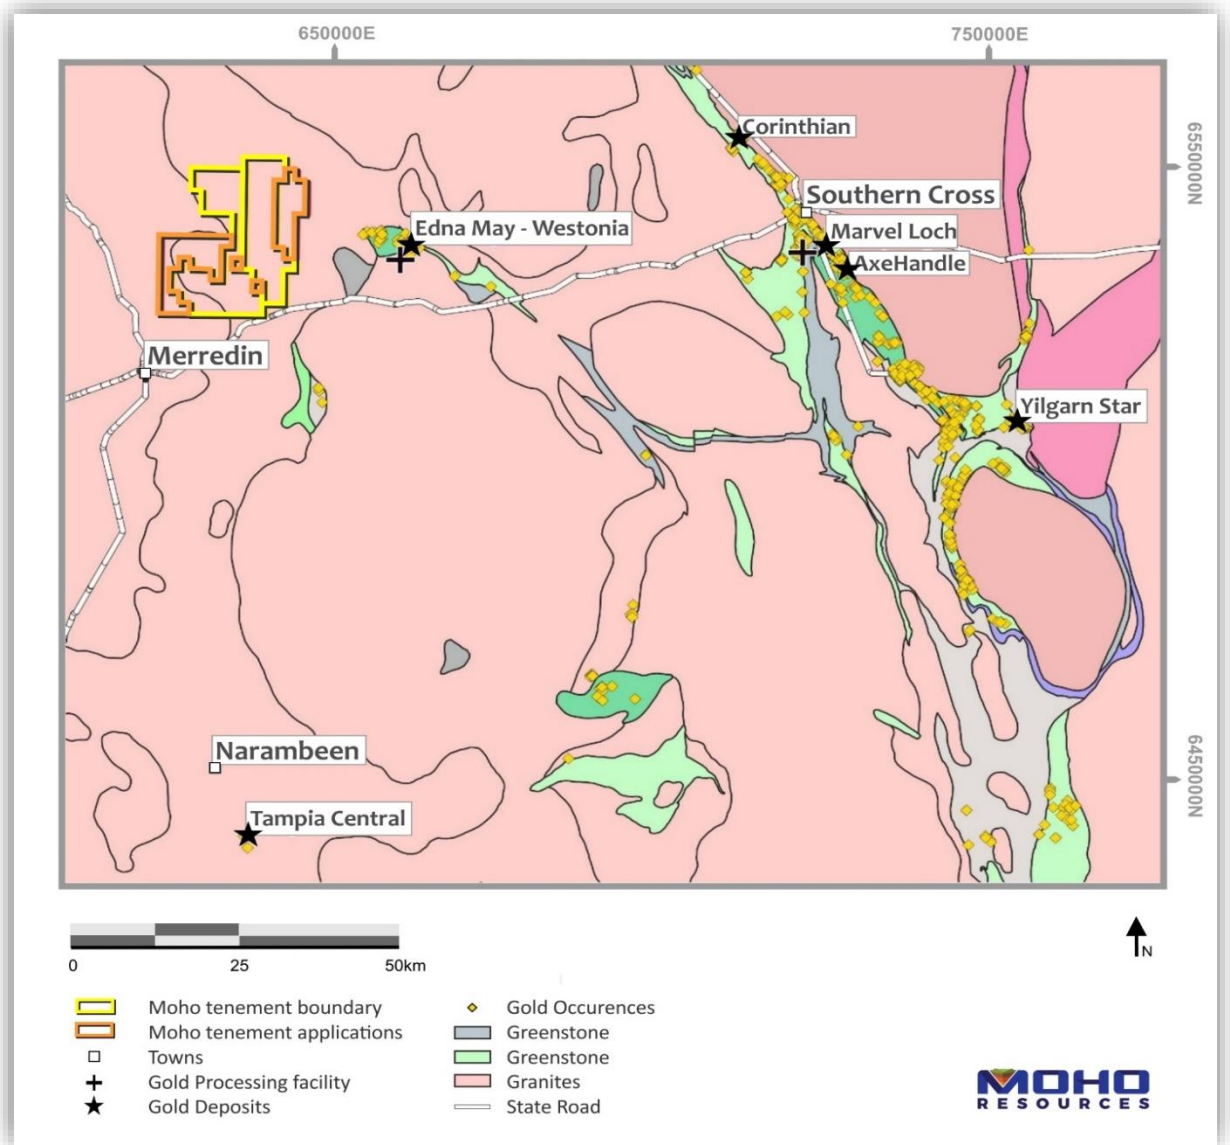 650000E
750000E
Corinthian
6550000N
Southern Cross
Edna May - Westonia
Marvel Loch
AxeHandle
Merredin
Yilgarn Star
Narambeen
6450000N
Tampia Central
0 25 50km
N
Moho tenement boundary
Moho tenement applications
Towns
Gold Processing facility
Gold Deposits
Gold Occurences
Greenstone
Greenstone
Granites
State Road
MOHO
RESOURCES